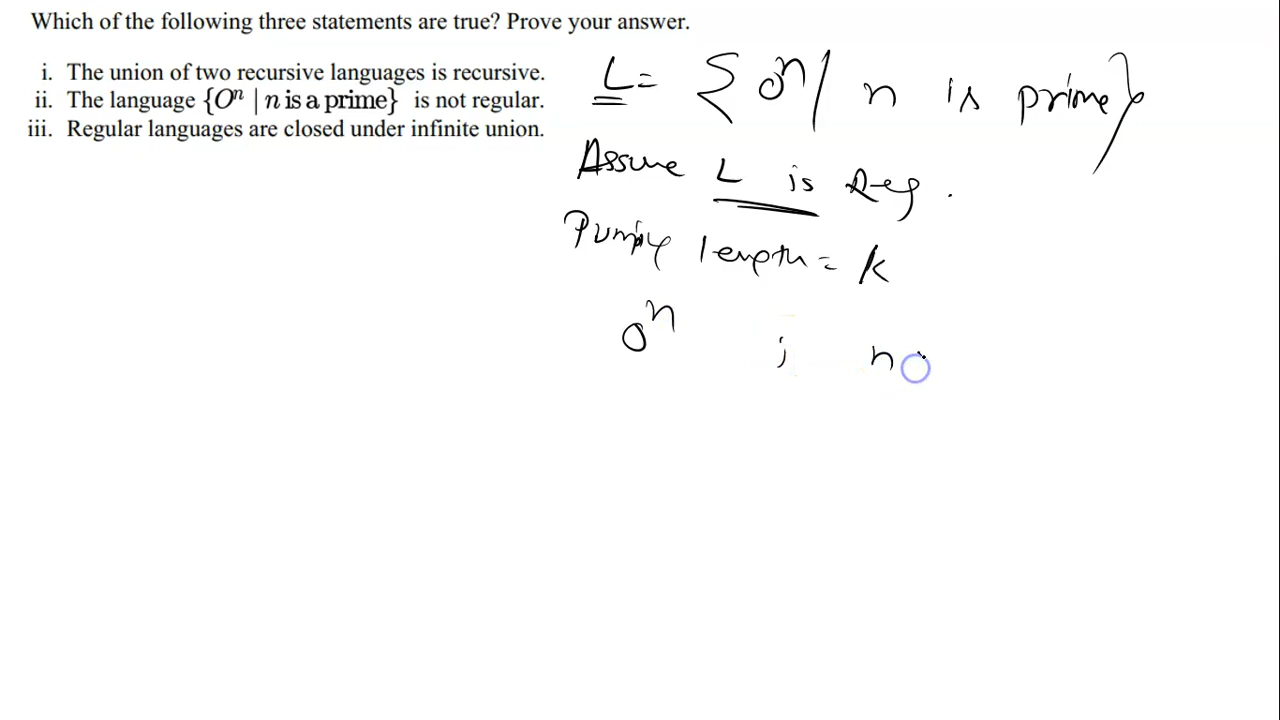 Which of the following three statements are true? Prove your answer.
i. The union of two recursive languages is recursive.
ii. The language {Oⁿ | n is a prime} is not regular.
iii. Regular languages are closed under infinite union.
L = { 0ⁿ | n is prime }
Assume L is Reg.
length = k
0ⁿ ; n